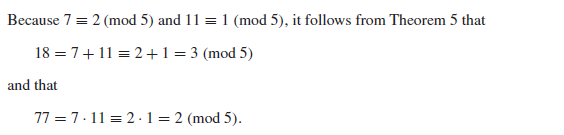 Because 7 ≡ 2 (mod 5) and 11 ≡ 1 (mod 5), it follows from Theorem 5 that
18 = 7 + 11 ≡ 2 + 1 = 3 (mod 5)
and that
77 = 7 · 11 ≡ 2 · 1 = 2 (mod 5).